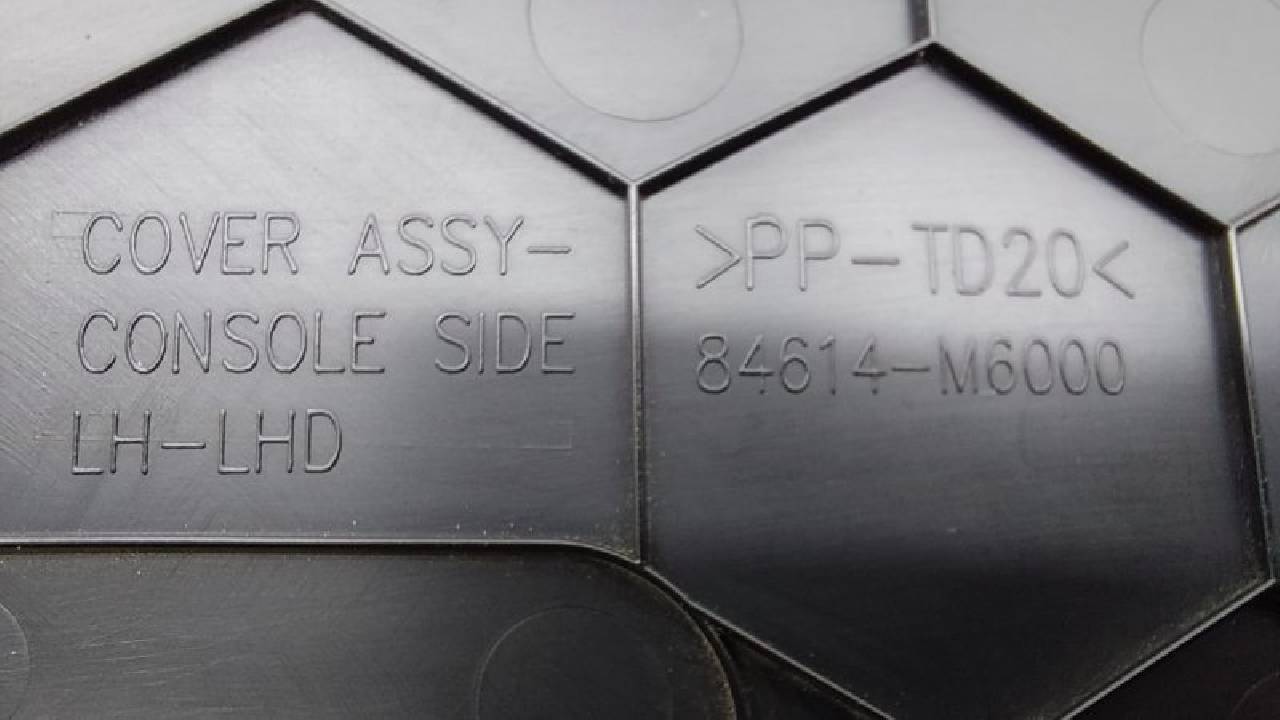 COVER ASSY-
CONSOLE SIDE
LH-LHD
>PP-TD20<
84614-M6000